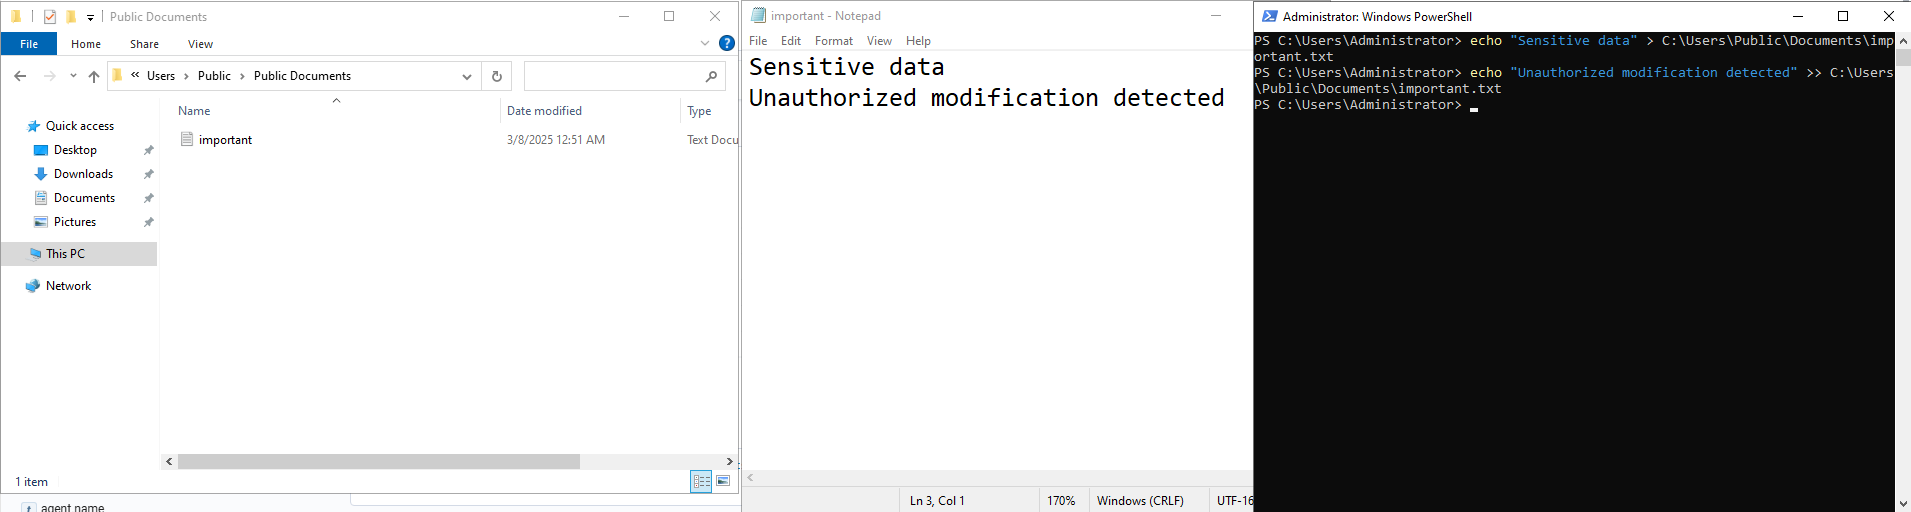 Public Documents
File Home Share View
« Users > Public > Public Documents
Name Date modified Type
Quick access
Desktop
Downloads
Documents
Pictures
This PC
Network
important 3/8/2025 12:51 AM Text Docu
1 item
agent name
important - Notepad
File Edit Format View Help
Sensitive data
Unauthorized modification detected
Ln 3, Col 1 170% Windows (CRLF) UTF-16
Administrator: Windows PowerShell
PS C:\Users\Administrator> echo "Sensitive data" > C:\Users\Public\Documents\imp
ortant.txt
PS C:\Users\Administrator> echo "Unauthorized modification detected" >> C:\Users
\Public\Documents\important.txt
PS C:\Users\Administrator>